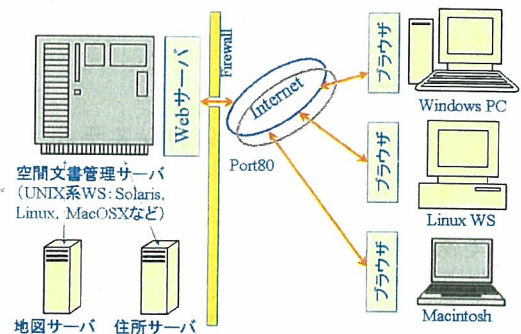 Webサーバ
Firewall
Internet
Port80
ブラウザ
Windows PC
ブラウザ
Linux WS
ブラウザ
Macintosh
空間文書管理サーバ
(UNIX系WS: Solaris,
Linux, MacOSXなど)
地図サーバ
住所サーバ